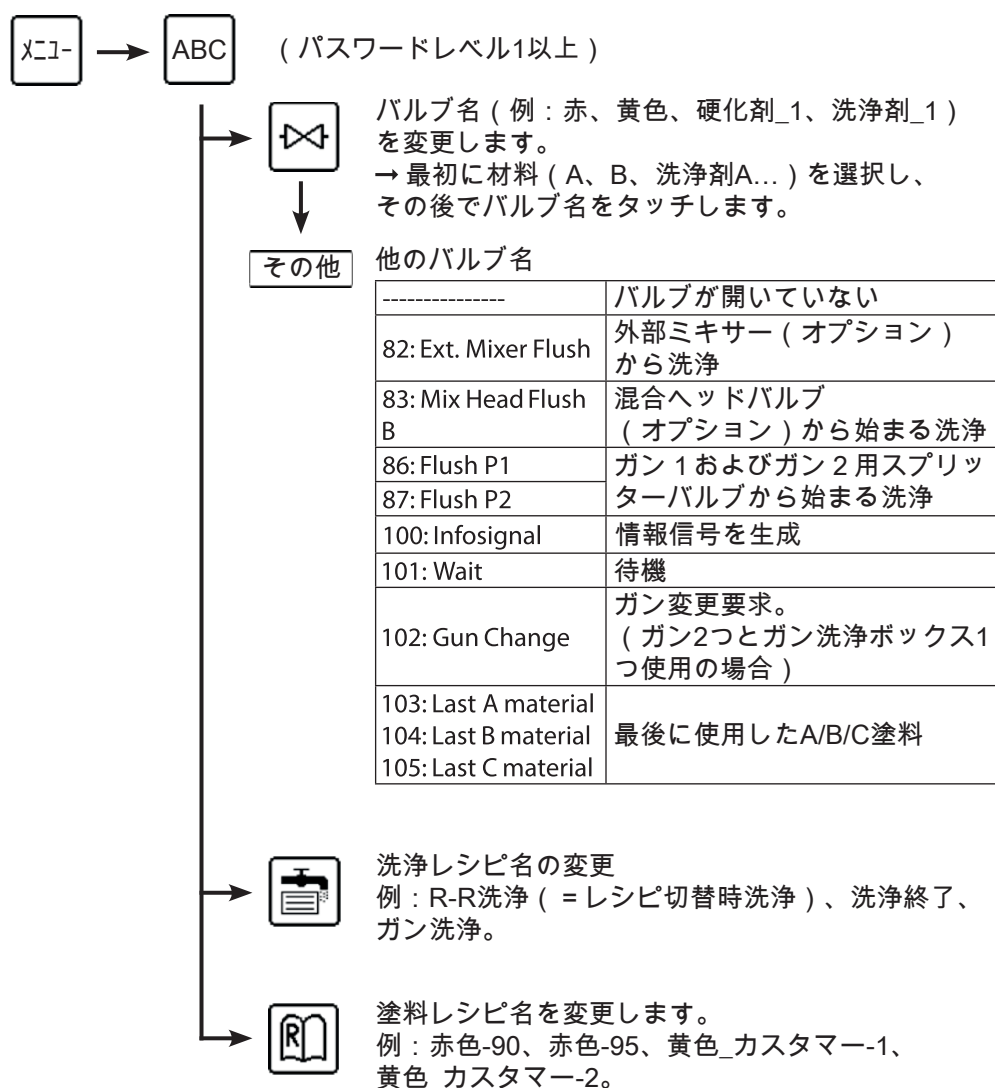 ﾒﾆｭｰ → ABC (パスワードレベル1以上)
バルブ名(例:赤、黄色、硬化剤_1、洗浄剤_1)
を変更します。
→ 最初に材料(A、B、洗浄剤A…)を選択し、
その後でバルブ名をタッチします。
その他 他のバルブ名
--------------- バルブが開いていない
82: Ext. Mixer Flush 外部ミキサー(オプション)
から洗浄
83: Mix Head Flush 混合ヘッドバルブ
B (オプション)から始まる洗浄
86: Flush P1 ガン 1 およびガン 2 用スプリッ
87: Flush P2 ターバルブから始まる洗浄
100: Infosignal 情報信号を生成
101: Wait 待機
ガン変更要求。
102: Gun Change (ガン2つとガン洗浄ボックス1
つ使用の場合)
103: Last A material
104: Last B material 最後に使用したA/B/C塗料
105: Last C material
洗浄レシピ名の変更
例:R-R洗浄(=レシピ切替時洗浄)、洗浄終了、
ガン洗浄。
R 塗料レシピ名を変更します。
例:赤色-90、赤色-95、黄色_カスタマー-1、
黄色_カスタマー-2。